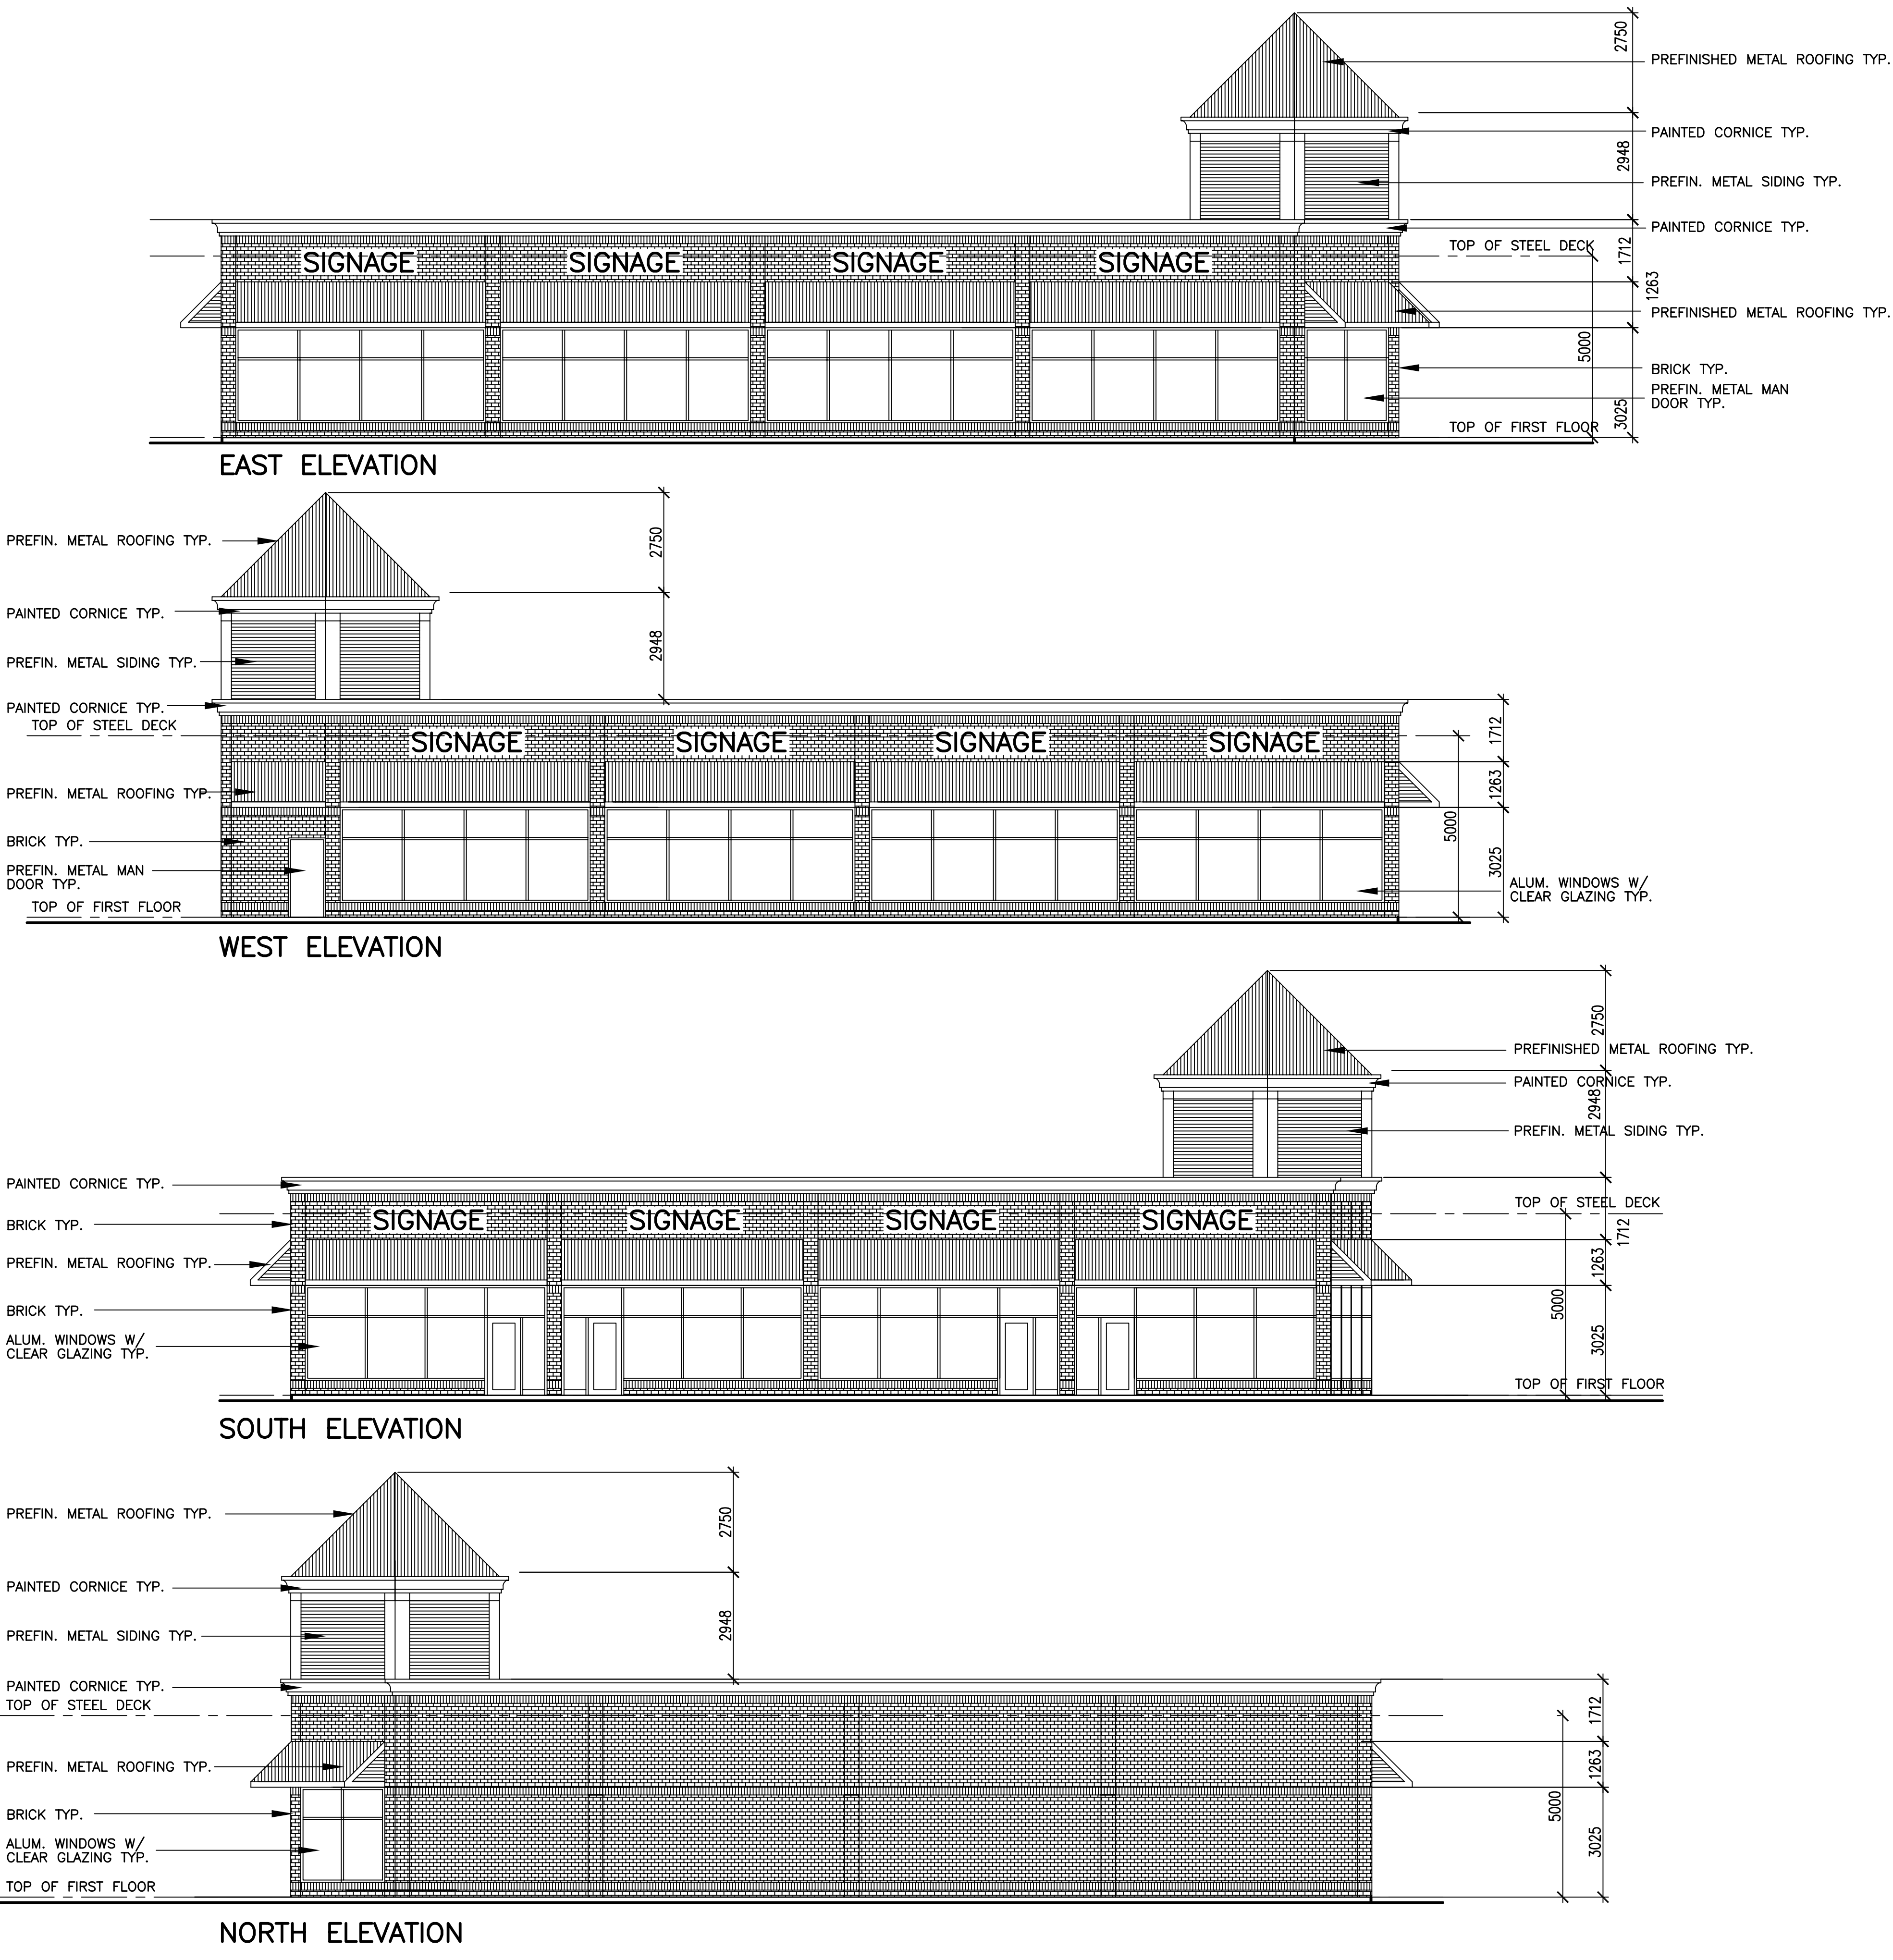 2750
PREFINISHED METAL ROOFING TYP.
PAINTED CORNICE TYP.
2948
PREFIN. METAL SIDING TYP.
PAINTED CORNICE TYP.
TOP OF STEEL DECK
1712
SIGNAGE SIGNAGE SIGNAGE SIGNAGE
1263
PREFINISHED METAL ROOFING TYP.
5000
BRICK TYP.
PREFIN. METAL MAN
DOOR TYP.
3025
TOP OF FIRST FLOOR
EAST ELEVATION
PREFIN. METAL ROOFING TYP.
2750
PAINTED CORNICE TYP.
2948
PREFIN. METAL SIDING TYP.
PAINTED CORNICE TYP.
TOP OF STEEL DECK
1712
SIGNAGE SIGNAGE SIGNAGE SIGNAGE
1263
PREFIN. METAL ROOFING TYP.
5000
BRICK TYP.
3025
PREFIN. METAL MAN
DOOR TYP.
ALUM. WINDOWS W/
CLEAR GLAZING TYP.
TOP OF FIRST FLOOR
WEST ELEVATION
2750
PREFINISHED METAL ROOFING TYP.
PAINTED CORNICE TYP.
2948
PREFIN. METAL SIDING TYP.
PAINTED CORNICE TYP.
TOP OF STEEL DECK
BRICK TYP.
SIGNAGE SIGNAGE SIGNAGE SIGNAGE
1712
PREFIN. METAL ROOFING TYP.
1263
5000
BRICK TYP.
3025
ALUM. WINDOWS W/
CLEAR GLAZING TYP.
TOP OF FIRST FLOOR
SOUTH ELEVATION
PREFIN. METAL ROOFING TYP.
2750
PAINTED CORNICE TYP.
2948
PREFIN. METAL SIDING TYP.
PAINTED CORNICE TYP.
TOP OF STEEL DECK
1712
PREFIN. METAL ROOFING TYP.
1263
5000
BRICK TYP.
3025
ALUM. WINDOWS W/
CLEAR GLAZING TYP.
TOP OF FIRST FLOOR
NORTH ELEVATION